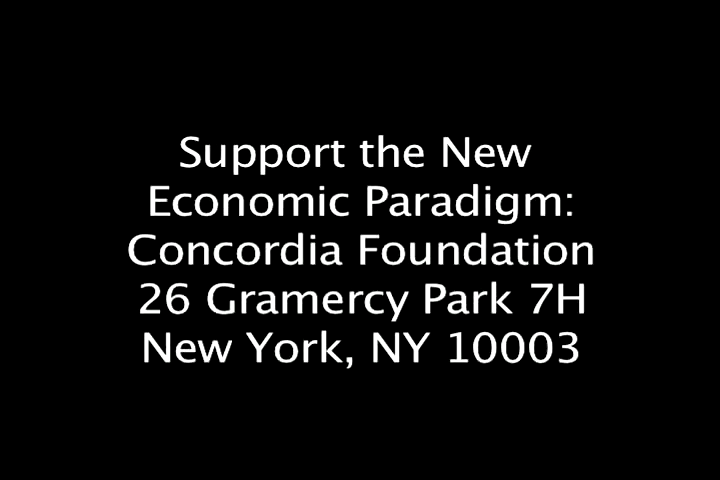 Support the New
Economic Paradigm:
Concordia Foundation
26 Gramercy Park 7H
New York, NY 10003